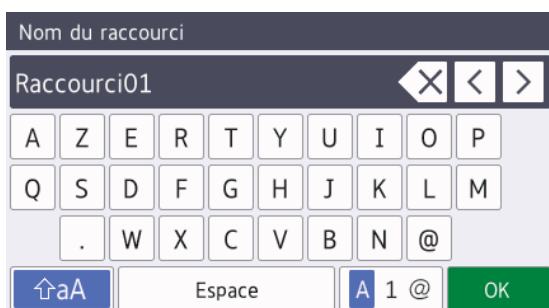 Nom du raccourci
Raccourci01
A Z E R T Y U I O P
Q S D F G H J K L M
. W X C V B N @
aA Espace A 1 @ OK